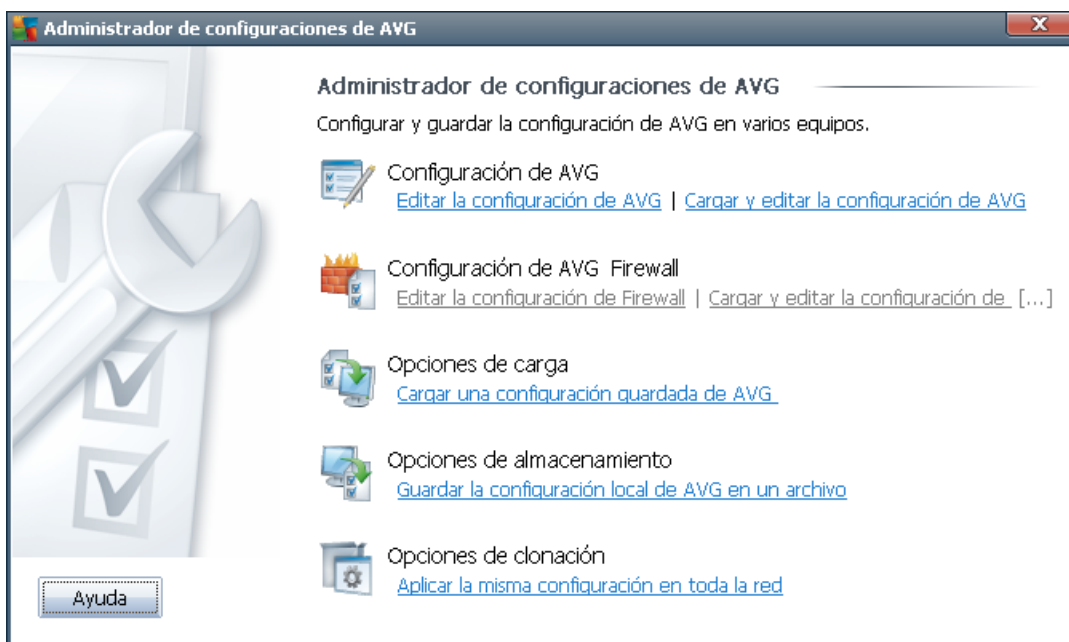 Administrador de configuraciones de AVG
X
Administrador de configuraciones de AVG
Configurar y guardar la configuración de AVG en varios equipos.
Configuración de AVG
Editar la configuración de AVG | Cargar y editar la configuración de AVG
Configuración de AVG Firewall
Editar la configuración de Firewall | Cargar y editar la configuración de [...]
Opciones de carga
Cargar una configuración guardada de AVG
Opciones de almacenamiento
Guardar la configuración local de AVG en un archivo
Opciones de clonación
Aplicar la misma configuración en toda la red
Ayuda